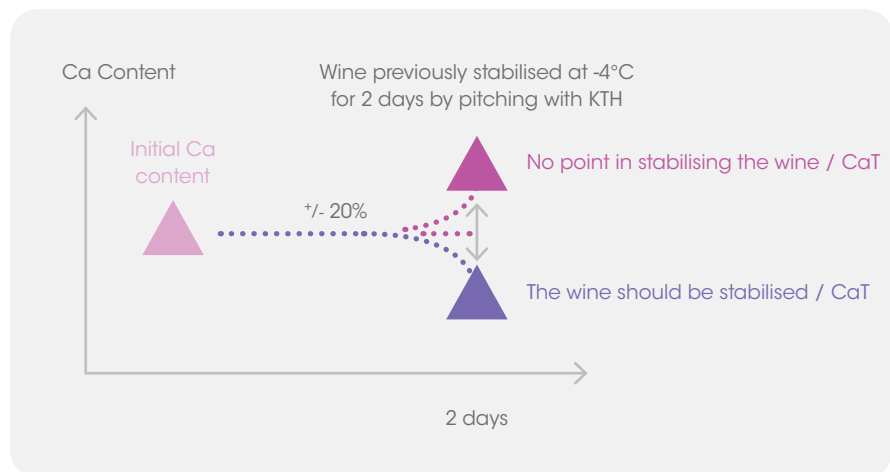 Ca Content
Wine previously stabilised at -4°C
for 2 days by pitching with KTH
Initial Ca
content
No point in stabilising the wine / CaT
+/- 20%
The wine should be stabilised / CaT
2 days